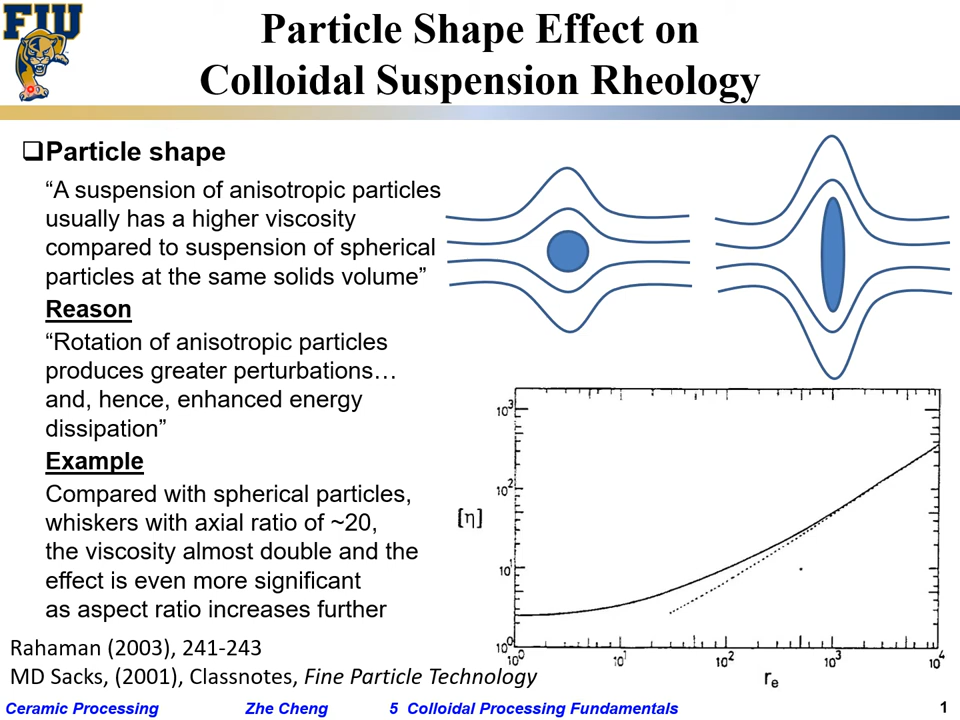 FIU
Particle Shape Effect on
Colloidal Suspension Rheology
❑Particle shape
“A suspension of anisotropic particles
usually has a higher viscosity
compared to suspension of spherical
particles at the same solids volume”
Reason
“Rotation of anisotropic particles
produces greater perturbations…
and, hence, enhanced energy
dissipation”
Example
Compared with spherical particles,
whiskers with axial ratio of ~20,
the viscosity almost double and the
effect is even more significant
as aspect ratio increases further
10³
10²
[η]
10¹
10⁰
10⁰ 10¹ 10² 10³ 10⁴
rₑ
Rahaman (2003), 241-243
MD Sacks, (2001), Classnotes, Fine Particle Technology
Ceramic Processing Zhe Cheng 5 Colloidal Processing Fundamentals 1